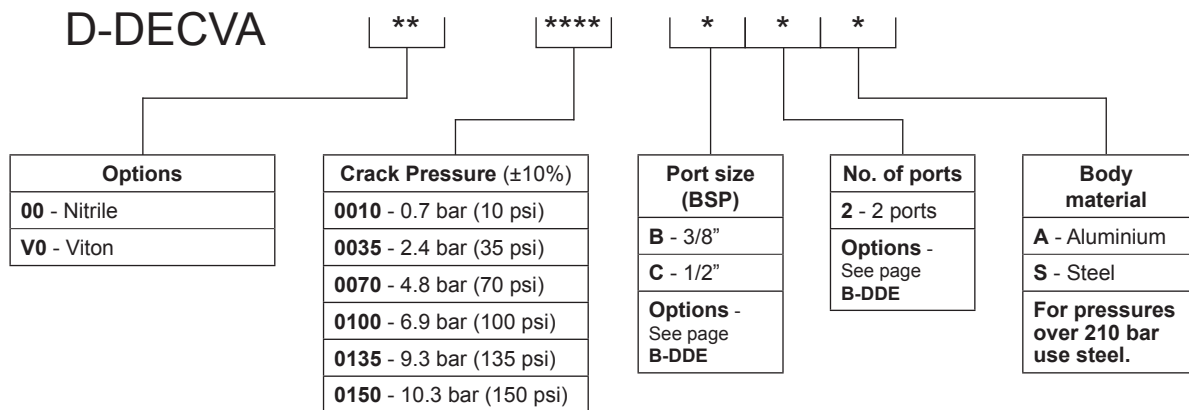 D-DECVA ** **** * * *
Options
00 - Nitrile
V0 - Viton
Crack Pressure (±10%)
0010 - 0.7 bar (10 psi)
0035 - 2.4 bar (35 psi)
0070 - 4.8 bar (70 psi)
0100 - 6.9 bar (100 psi)
0135 - 9.3 bar (135 psi)
0150 - 10.3 bar (150 psi)
Port size
(BSP)
B - 3/8”
C - 1/2”
Options -
See page
B-DDE
No. of ports
2 - 2 ports
Options -
See page
B-DDE
Body
material
A - Aluminium
S - Steel
For pressures
over 210 bar
use steel.